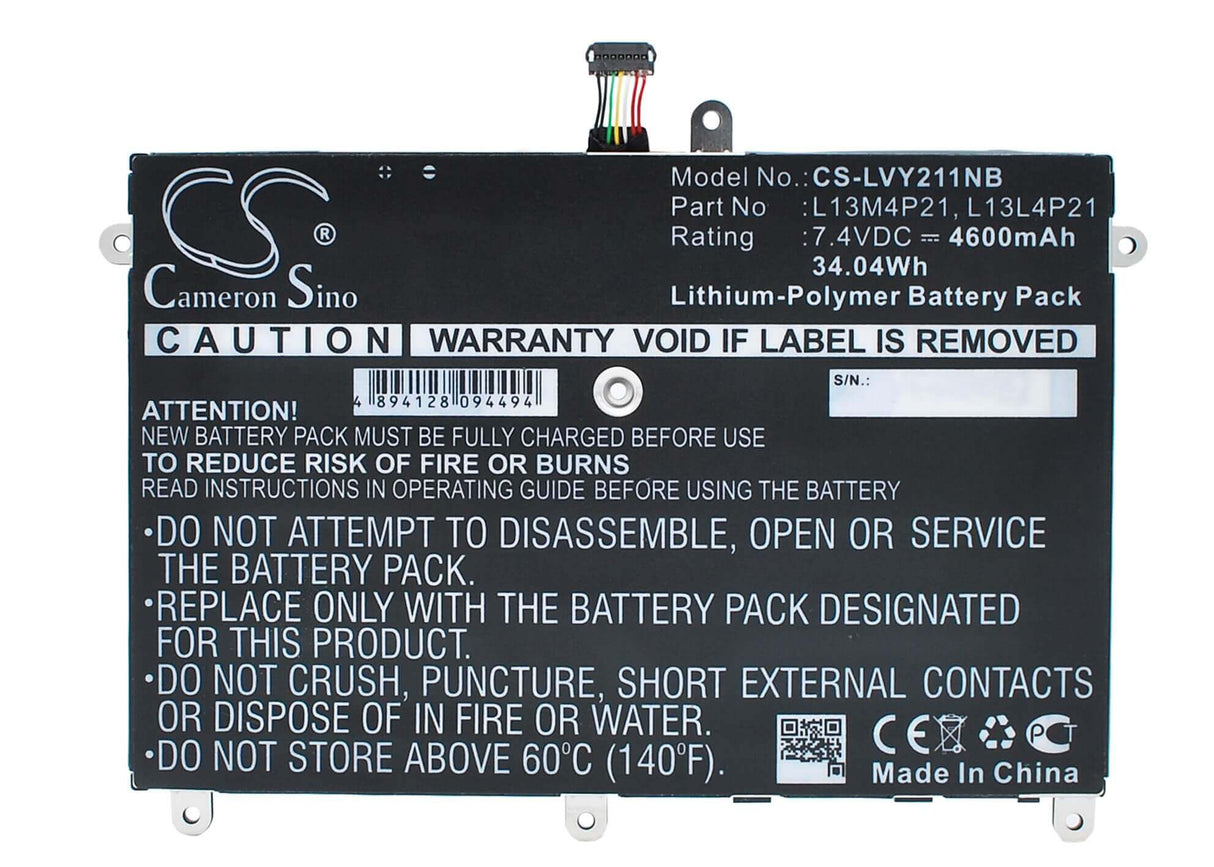 CS
®
Cameron Sino
Model No.:CS-LVY211NB
Part No :L13M4P21, L13L4P21
Rating :7.4VDC ⎓ 4600mAh
34.04Wh
Lithium-Polymer Battery Pack
CAUTION WARRANTY VOID IF LABEL IS REMOVED
4 894128 094494
S/N.:
ATTENTION!
NEW BATTERY PACK MUST BE FULLY CHARGED BEFORE USE
TO REDUCE RISK OF FIRE OR BURNS
READ INSTRUCTIONS IN OPERATING GUIDE BEFORE USING THE BATTERY
•DO NOT ATTEMPT TO DISASSEMBLE, OPEN OR SERVICE
THE BATTERY PACK.
•REPLACE ONLY WITH THE BATTERY PACK DESIGNATED
FOR THIS PRODUCT.
•DO NOT CRUSH, PUNCTURE, SHORT EXTERNAL CONTACTS
OR DISPOSE OF IN FIRE OR WATER.
•DO NOT STORE ABOVE 60°C (140°F).
CE PCT
Made In China